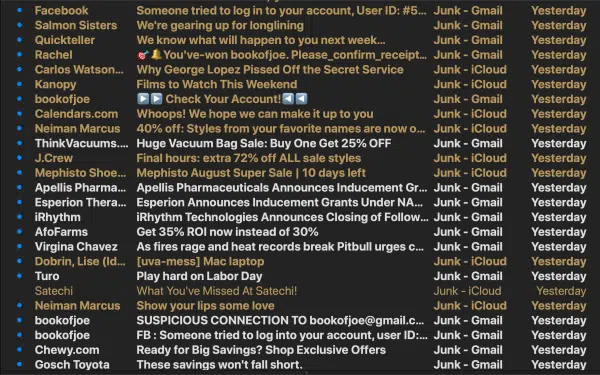 Facebook Someone tried to log in to your account, User ID: #5... Junk - Gmail Yesterday
Salmon Sisters We're gearing up for longlining Junk - Gmail Yesterday
Quickteller We know what will happen to you next week... Junk - Gmail Yesterday
Rachel 🎯🔔You've-won bookofjoe. Please_confirm_receipt... Junk - Gmail Yesterday
Carlos Watson... Why George Lopez Pissed Off the Secret Service Junk - iCloud Yesterday
Kanopy Films to Watch This Weekend Junk - iCloud Yesterday
bookofjoe ▶️▶️ Check Your Account!◀️◀️ Junk - iCloud Yesterday
Calendars.com Whoops! We hope we can make it up to you Junk - iCloud Yesterday
Neiman Marcus 40% off: Styles from your favorite names are now o... Junk - iCloud Yesterday
ThinkVacuums.... Huge Vacuum Bag Sale: Buy One Get 25% OFF Junk - Gmail Yesterday
J.Crew Final hours: extra 72% off ALL sale styles Junk - iCloud Yesterday
Mephisto Shoe... Mephisto August Super Sale | 10 days left Junk - iCloud Yesterday
Apellis Pharma... Apellis Pharmaceuticals Announces Inducement Gr... Junk - Gmail Yesterday
Esperion Thera... Esperion Announces Inducement Grants Under NA... Junk - Gmail Yesterday
iRhythm iRhythm Technologies Announces Closing of Follow... Junk - Gmail Yesterday
AfoFarms Get 35% ROI now instead of 30% Junk - Gmail Yesterday
Virgina Chavez As fires rage and heat records break Pitbull urges c... Junk - Gmail Yesterday
Dobrin, Lise (ld... [uva-mess] Mac laptop Junk - iCloud Yesterday
Turo Play hard on Labor Day Junk - Gmail Yesterday
Satechi What You've Missed At Satechi! Junk - iCloud Yesterday
Neiman Marcus Show your lips some love Junk - iCloud Yesterday
bookofjoe SUSPICIOUS CONNECTION TO bookofjoe@gmail.c... Junk - Gmail Yesterday
bookofjoe FB : Someone tried to log into your account, user ID:... Junk - Gmail Yesterday
Chewy.com Ready for Big Savings? Shop Exclusive Offers Junk - Gmail Yesterday
Gosch Toyota These savings won't fall short. Junk - Gmail Yesterday